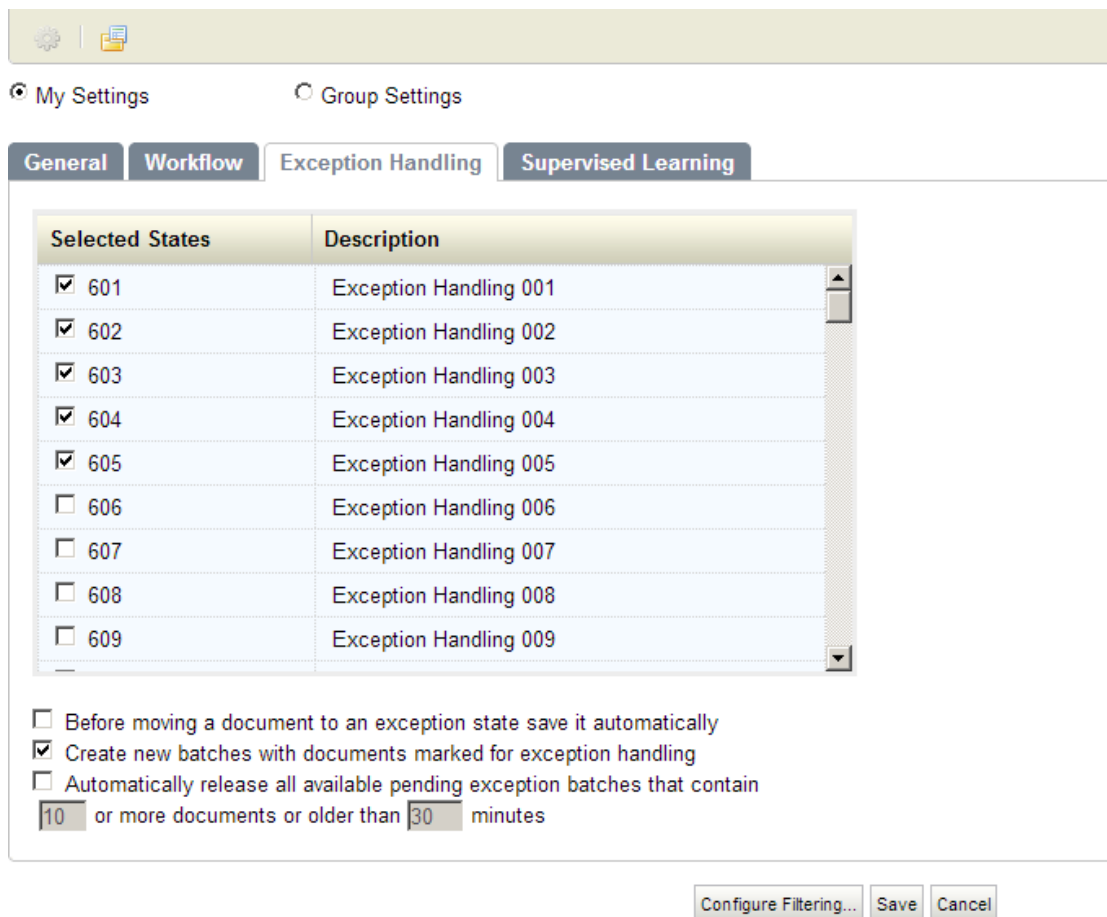 My Settings Group Settings
General Workflow Exception Handling Supervised Learning
Selected States Description
601 Exception Handling 001
602 Exception Handling 002
603 Exception Handling 003
604 Exception Handling 004
605 Exception Handling 005
606 Exception Handling 006
607 Exception Handling 007
608 Exception Handling 008
609 Exception Handling 009
Before moving a document to an exception state save it automatically
Create new batches with documents marked for exception handling
Automatically release all available pending exception batches that contain
10 or more documents or older than 30 minutes
Configure Filtering... Save Cancel